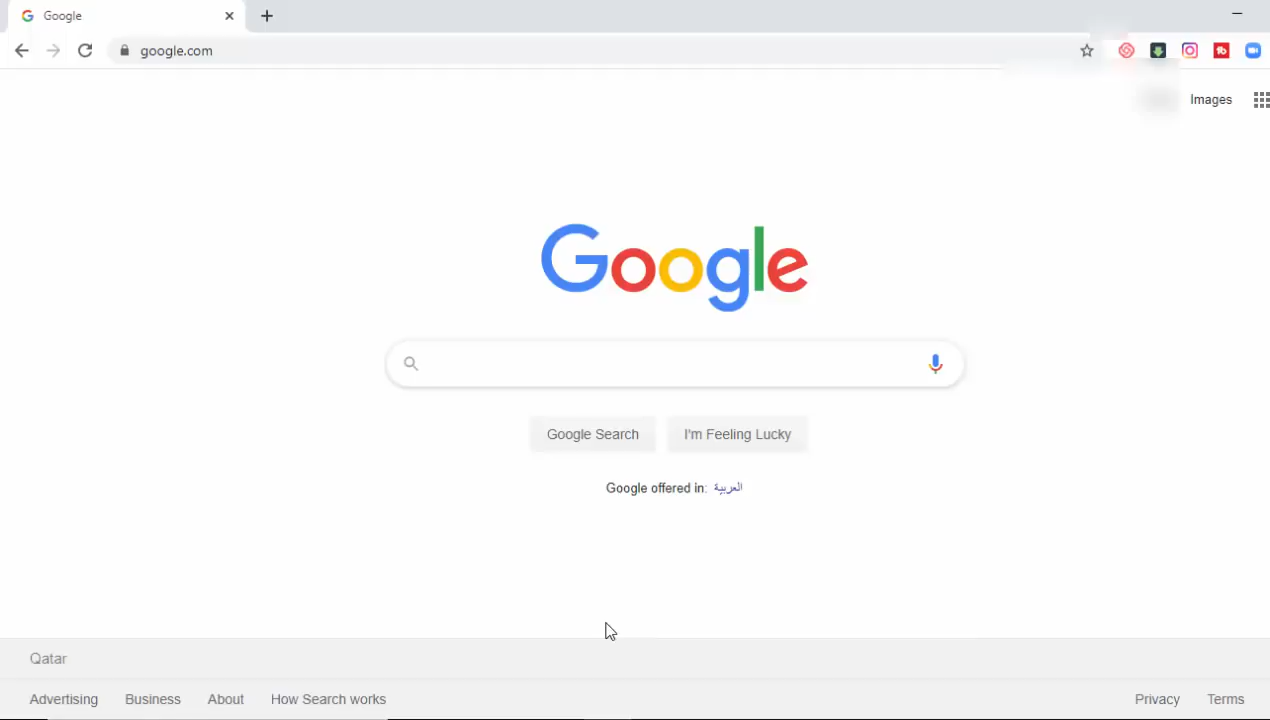 Google
google.com
Images
Google
Google Search
I'm Feeling Lucky
Google offered in: العربية
Qatar
Advertising
Business
About
How Search works
Privacy
Terms